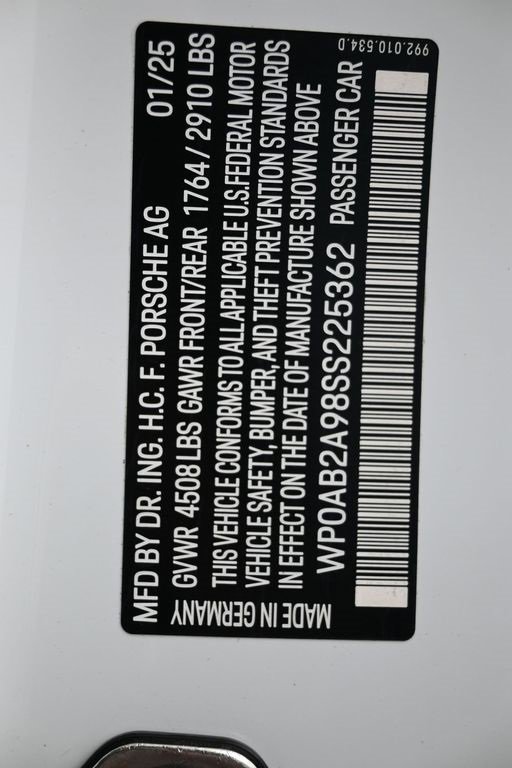 MFD BY DR. ING. H.C. F. PORSCHE AG 01/25
GVWR 4508 LBS GAWR FRONT/REAR 1764 / 2910 LBS
THIS VEHICLE CONFORMS TO ALL APPLICABLE U.S.FEDERAL MOTOR
VEHICLE SAFETY, BUMPER, AND THEFT PREVENTION STANDARDS
IN EFFECT ON THE DATE OF MANUFACTURE SHOWN ABOVE
WP0AB2A98SS225362 PASSENGER CAR
MADE IN GERMANY
992.010.534.D